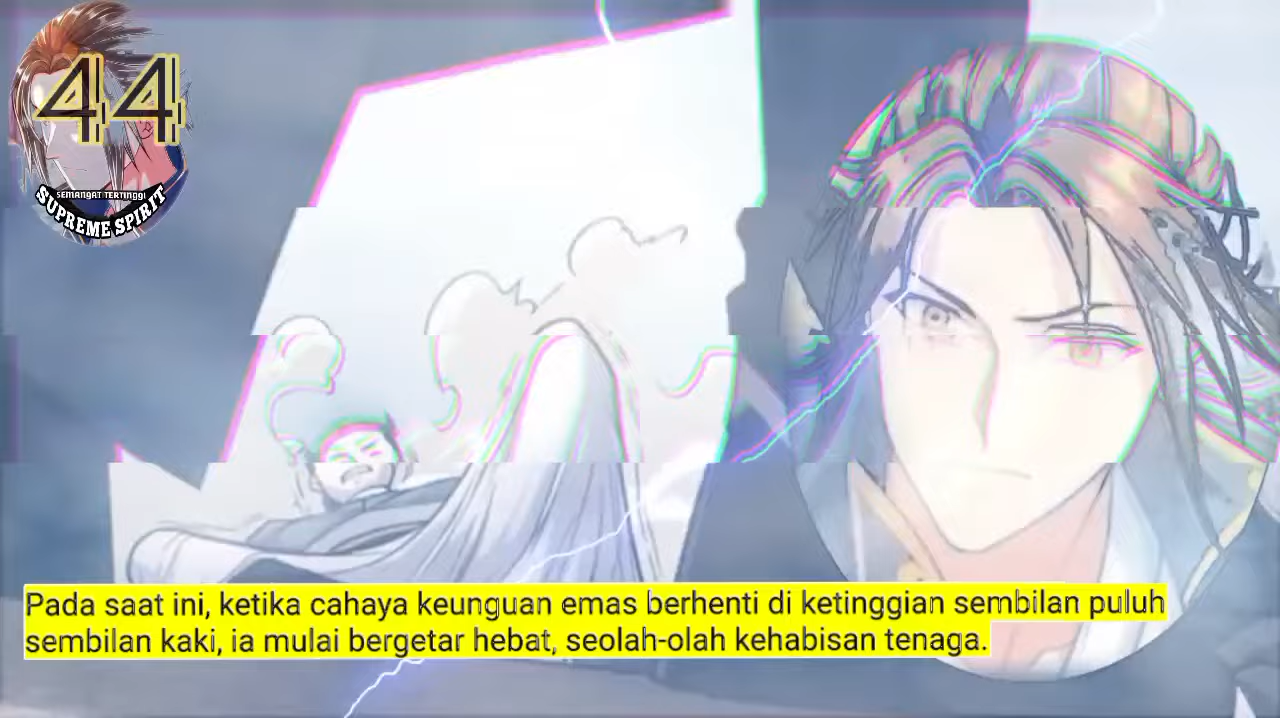 44
SEMANGAT TERTINGGI
SUPREME SPIRIT
Pada saat ini, ketika cahaya keunguan emas berhenti di ketinggian sembilan puluh
sembilan kaki, ia mulai bergetar hebat, seolah-olah kehabisan tenaga.